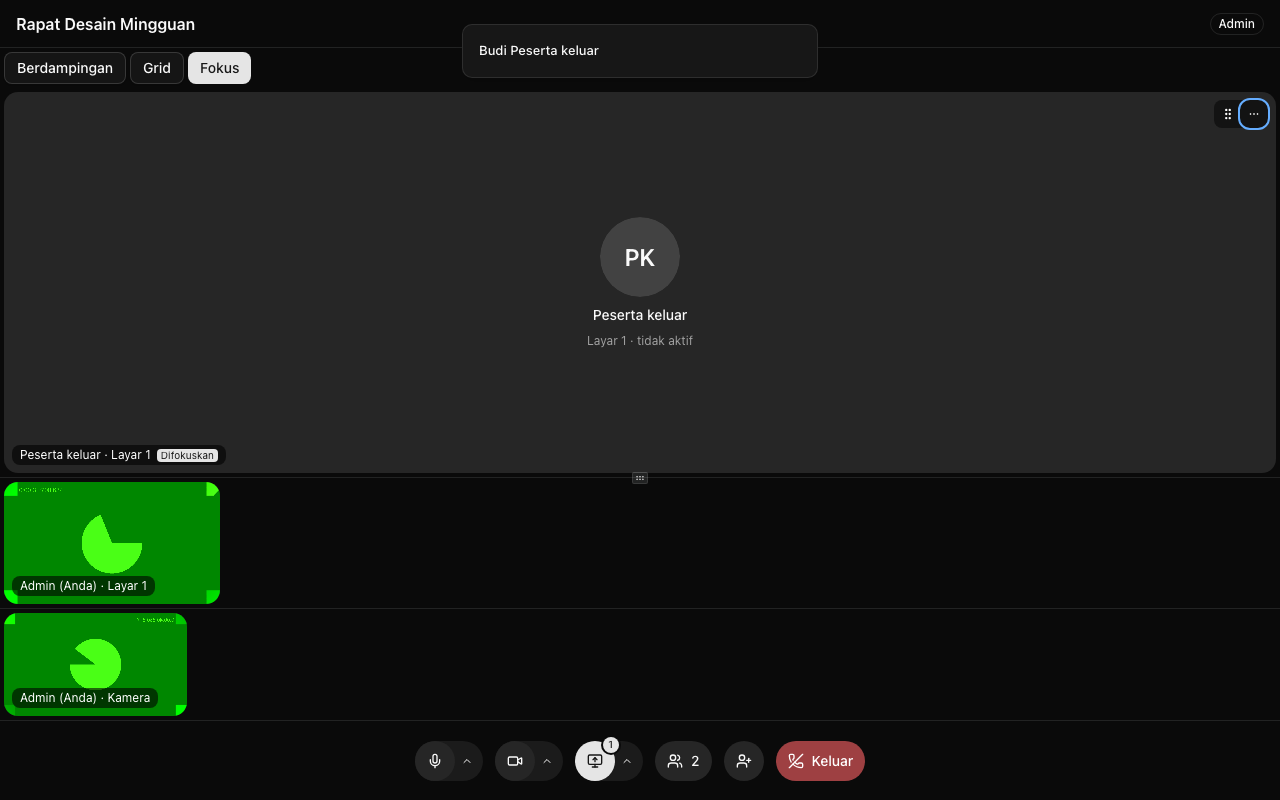 Rapat Desain Mingguan
Admin
Budi Peserta keluar
Berdampingan
Grid
Fokus
PK
Peserta keluar
Layar 1 · tidak aktif
Peserta keluar · Layar 1 Difokuskan
Admin (Anda) · Layar 1
Admin (Anda) · Kamera
1
2
Keluar